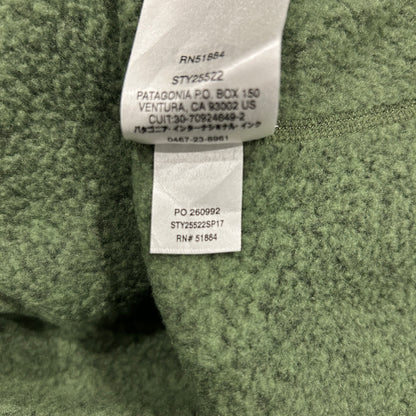 RN51884
STY25522
PATAGONIA P.O. BOX 150
VENTURA, CA 93002 US
CUIT:30-70924649-2
パタゴニア・インターナショナル・インク
0467-23-8961
PO 260992
STY25522SP17
RN# 51884